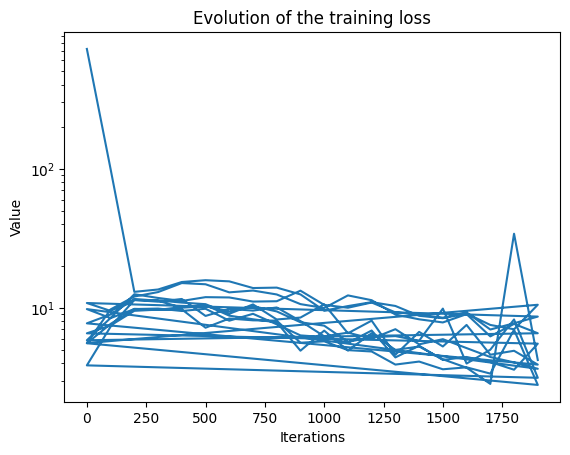 Evolution of the training loss
Value
10²
10¹
0 250 500 750 1000 1250 1500 1750
Iterations